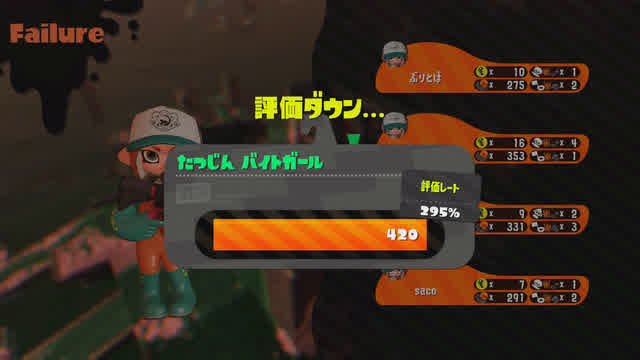 Failure
ぷりとは
x 10 x 1
x 275 x 2
評価ダウン...
x 16 x 4
x 353 x 1
たつじん バイトガール
評価レート
295%
420
x 9 x 2
x 331 x 3
saco
x 7 x 1
x 291 x 2